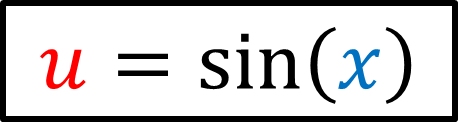 u = sin(x)